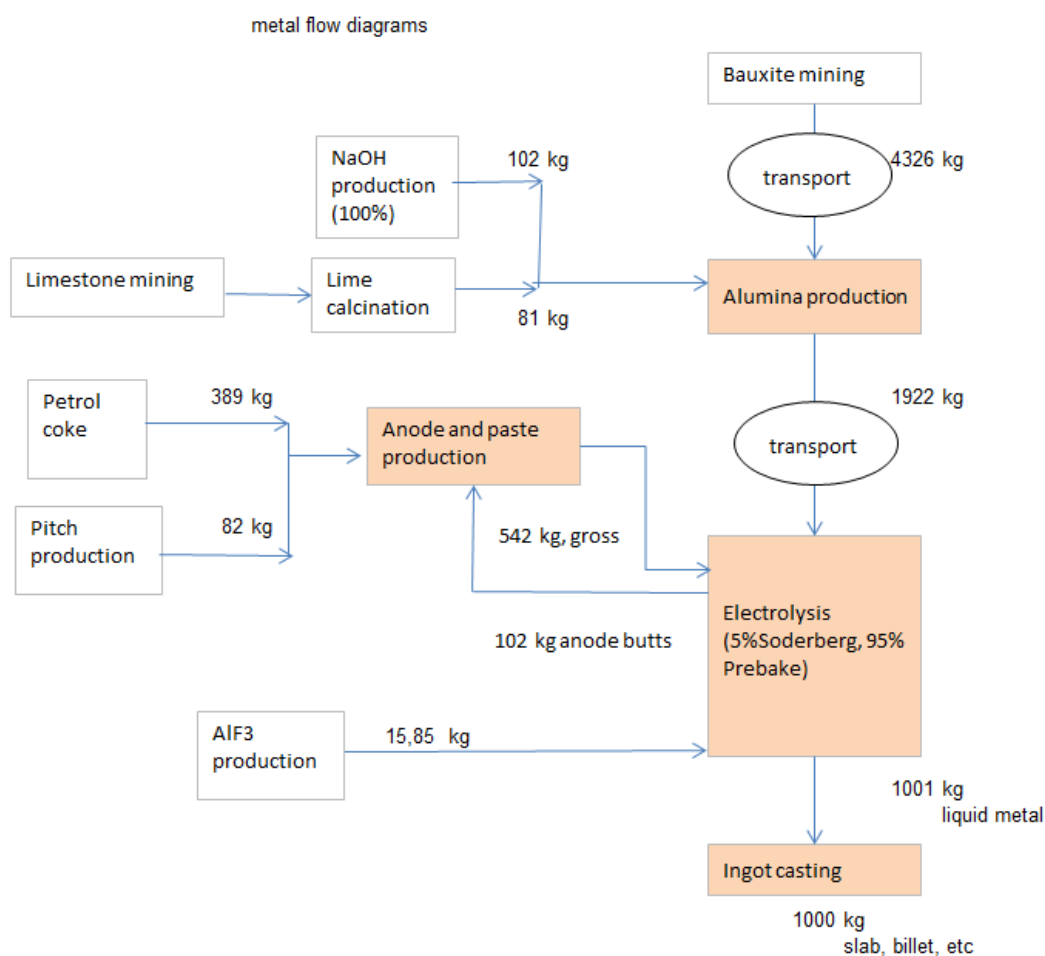 metal flow diagrams
Bauxite mining
4326 kg
transport
NaOH
production
(100%)
102 kg
Limestone mining
Lime
calcination
81 kg
Alumina production
1922 kg
transport
Petrol
coke
389 kg
Anode and paste
production
Pitch
production
82 kg
542 kg, gross
102 kg anode butts
Electrolysis
(5%Soderberg, 95%
Prebake)
AlF3
production
15,85 kg
1001 kg
liquid metal
Ingot casting
1000 kg
slab, billet, etc